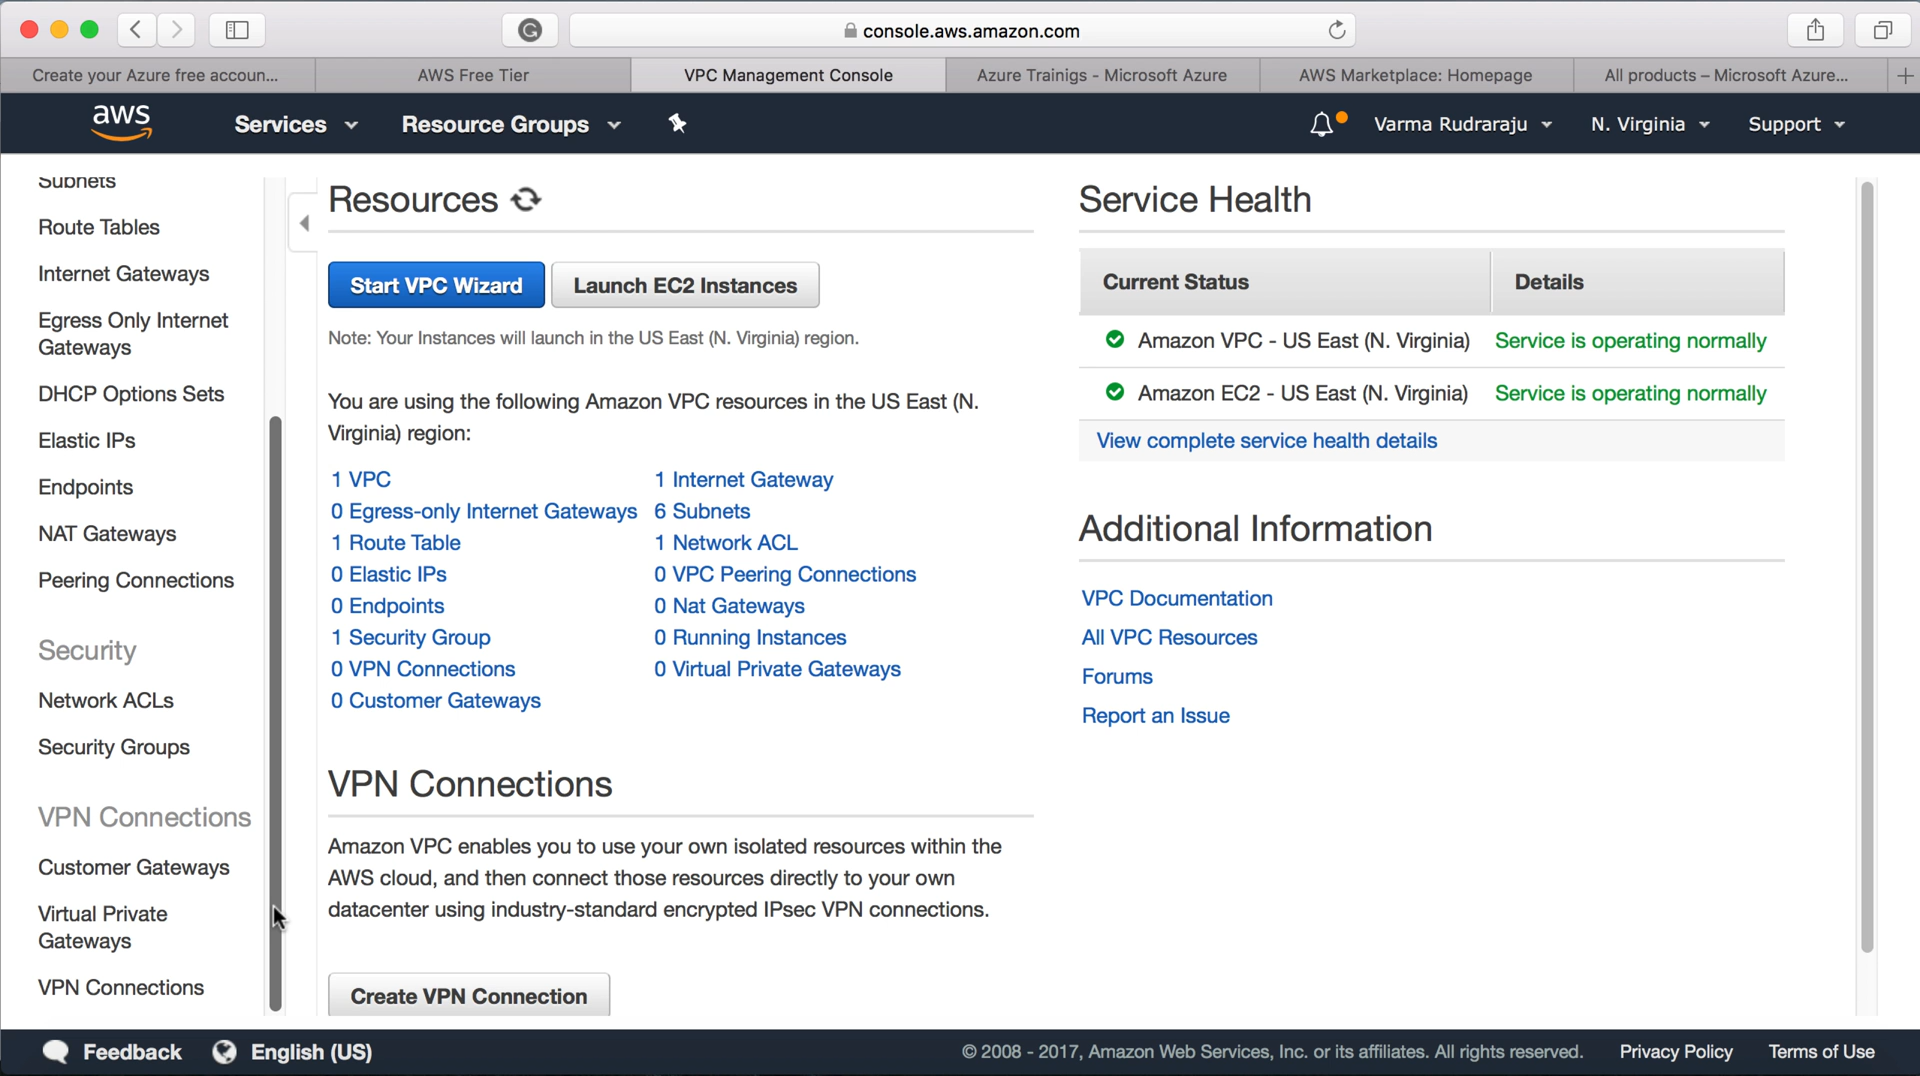 console.aws.amazon.com
Create your Azure free accoun...
AWS Free Tier
VPC Management Console
Azure Trainigs - Microsoft Azure
AWS Marketplace: Homepage
All products – Microsoft Azure...
aws
Services
Resource Groups
Varma Rudraraju
N. Virginia
Support
Subnets
Route Tables
Internet Gateways
Egress Only Internet
Gateways
DHCP Options Sets
Elastic IPs
Endpoints
NAT Gateways
Peering Connections
Security
Network ACLs
Security Groups
VPN Connections
Customer Gateways
Virtual Private
Gateways
VPN Connections
Resources
Start VPC Wizard
Launch EC2 Instances
Note: Your Instances will launch in the US East (N. Virginia) region.
You are using the following Amazon VPC resources in the US East (N.
Virginia) region:
1 VPC
1 Internet Gateway
0 Egress-only Internet Gateways
6 Subnets
1 Route Table
1 Network ACL
0 Elastic IPs
0 VPC Peering Connections
0 Endpoints
0 Nat Gateways
1 Security Group
0 Running Instances
0 VPN Connections
0 Virtual Private Gateways
0 Customer Gateways
VPN Connections
Amazon VPC enables you to use your own isolated resources within the
AWS cloud, and then connect those resources directly to your own
datacenter using industry-standard encrypted IPsec VPN connections.
Create VPN Connection
Service Health
Current Status
Details
Amazon VPC - US East (N. Virginia)
Service is operating normally
Amazon EC2 - US East (N. Virginia)
Service is operating normally
View complete service health details
Additional Information
VPC Documentation
All VPC Resources
Forums
Report an Issue
Feedback
English (US)
© 2008 - 2017, Amazon Web Services, Inc. or its affiliates. All rights reserved.
Privacy Policy
Terms of Use